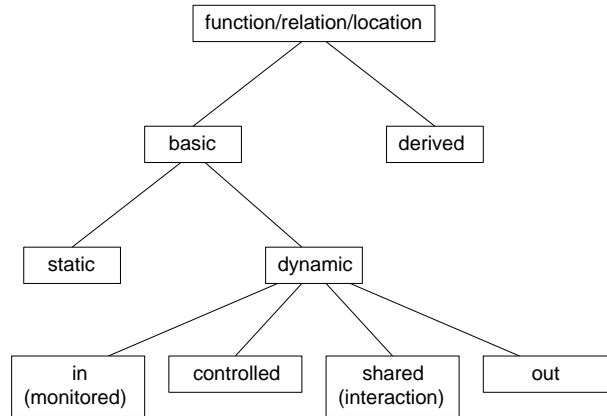 function/relation/location
basic
derived
static
dynamic
in
(monitored)
controlled
shared
(interaction)
out